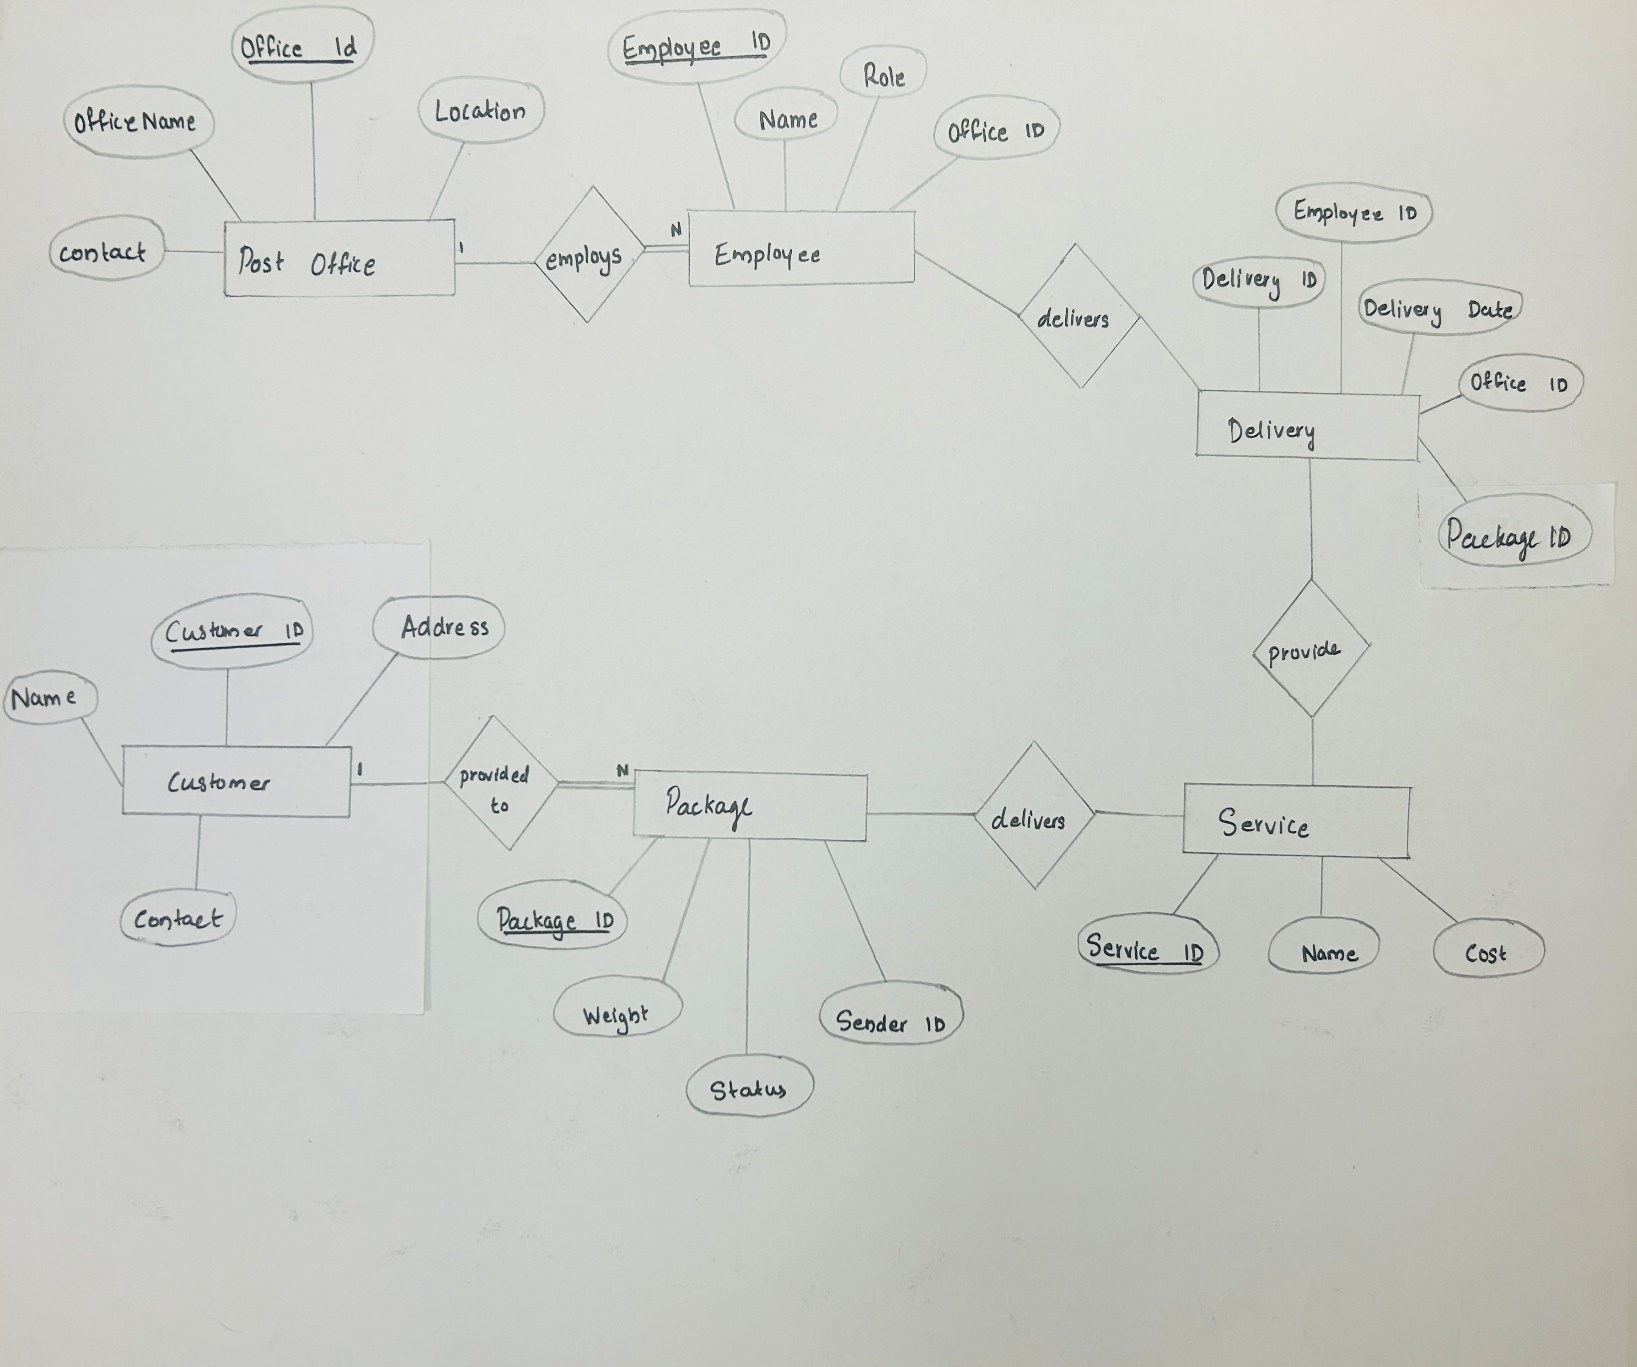 Office Id
Employee ID
Role
OfficeName
Location
Name
Office ID
contact
Post Office
1
employs
N
Employee
delivers
Employee ID
Delivery ID
Delivery Date
Office ID
Delivery
Package ID
Customer ID
Address
Name
Customer
1
provided
to
N
Package
delivers
Service
provide
Contact
Package ID
Weight
Status
Sender ID
Service ID
Name
Cost